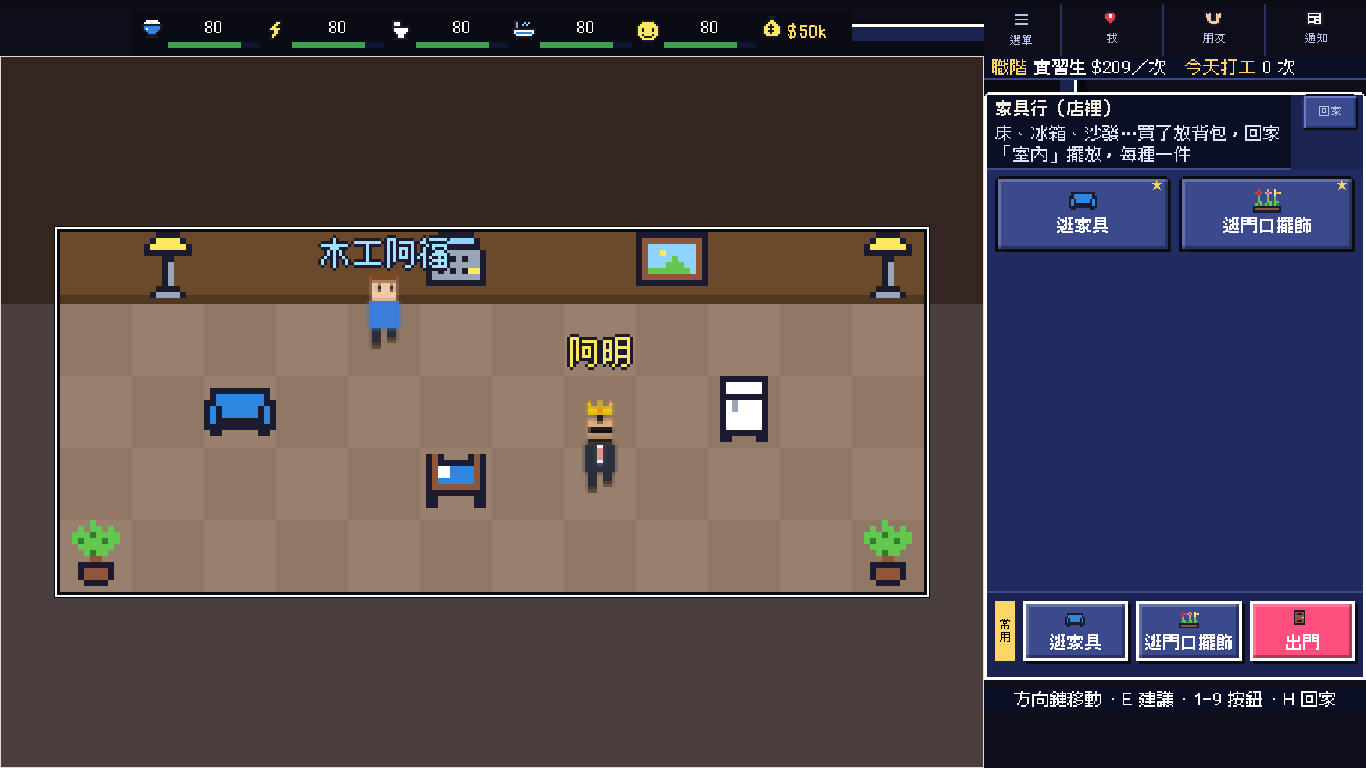 80
80
80
80
80
$50k
選單
我
朋友
通知
職階 實習生 $209／次 今天打工 0 次
家具行（店裡）
回家
床、冰箱、沙發…買了放背包，回家
「室內」擺放，每種一件
逛家具
逛門口擺飾
木工阿福
阿明
常用
逛家具
逛門口擺飾
出門
方向鍵移動 · E 建議 · 1-9 按鈕 · H 回家